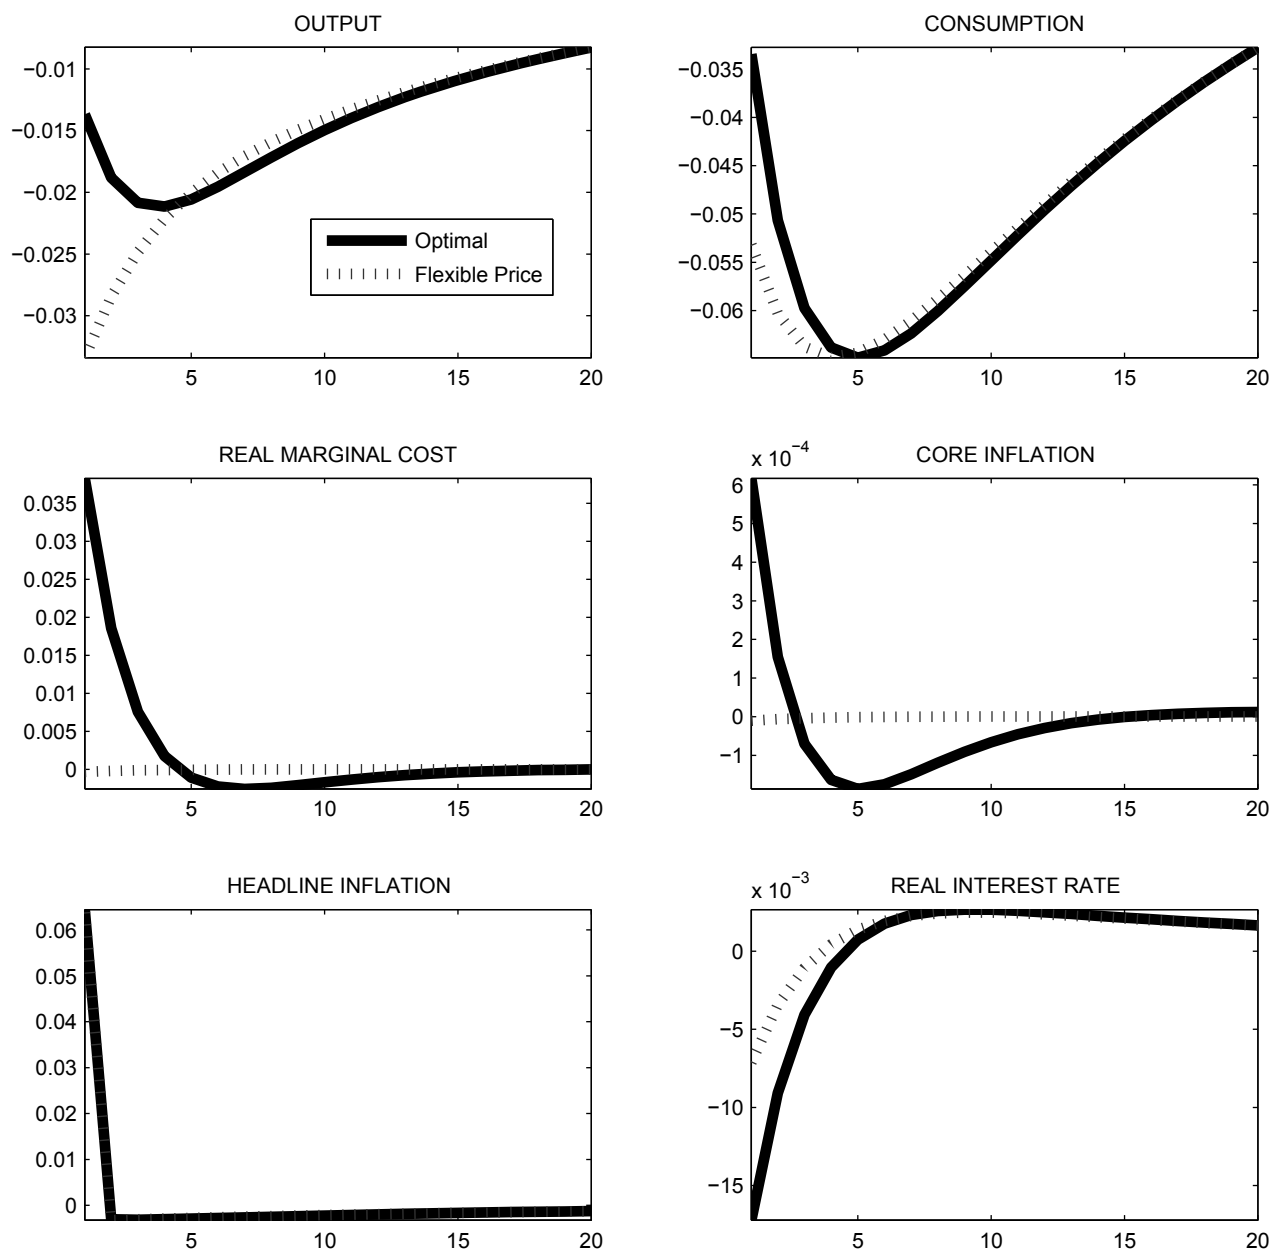 OUTPUT
−0.01
−0.015
−0.02
−0.025
−0.03
5 10 15 20
Optimal
Flexible Price
CONSUMPTION
−0.035
−0.04
−0.045
−0.05
−0.055
−0.06
5 10 15 20
REAL MARGINAL COST
0.035
0.03
0.025
0.02
0.015
0.01
0.005
0
5 10 15 20
x 10⁻⁴
CORE INFLATION
6
5
4
3
2
1
0
−1
5 10 15 20
HEADLINE INFLATION
0.06
0.05
0.04
0.03
0.02
0.01
0
5 10 15 20
x 10⁻³
REAL INTEREST RATE
0
−5
−10
−15
5 10 15 20